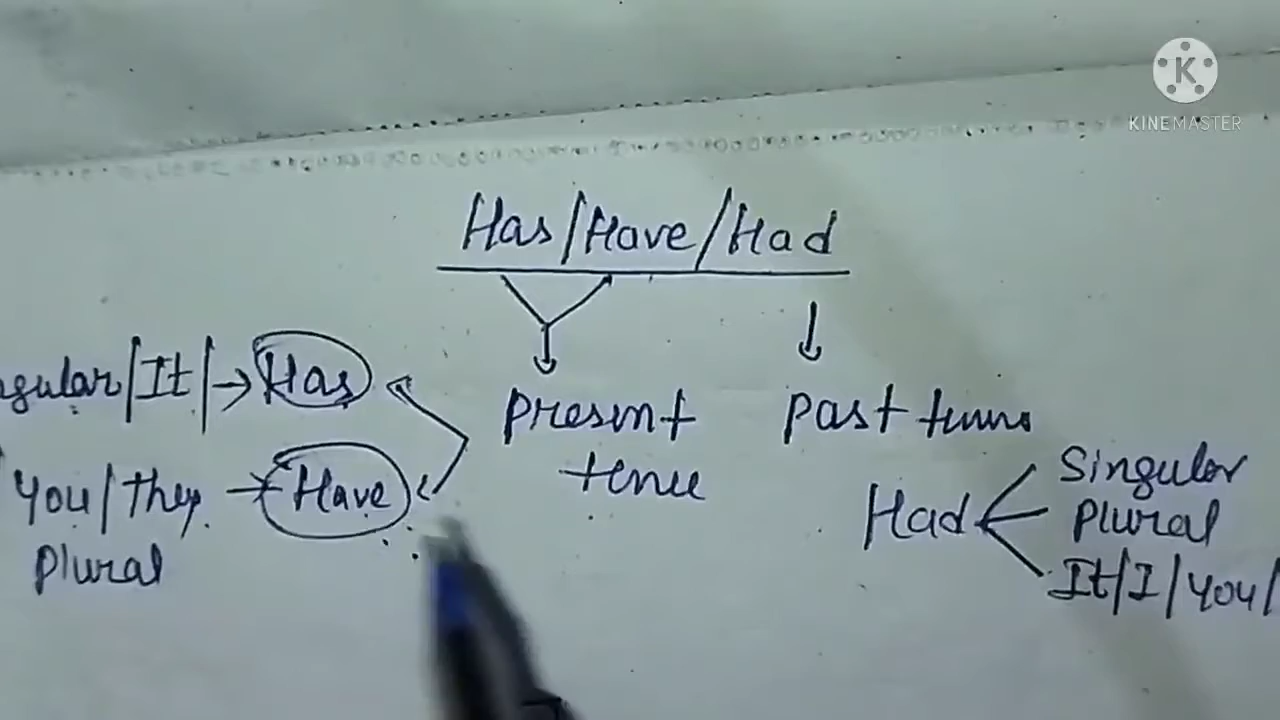 K
KINEMASTER
Has/Have/Had
ngular/It/→ Has
present
tense
past tense
You/they → Have
plural
Had
Singular
plural
It/I/You/